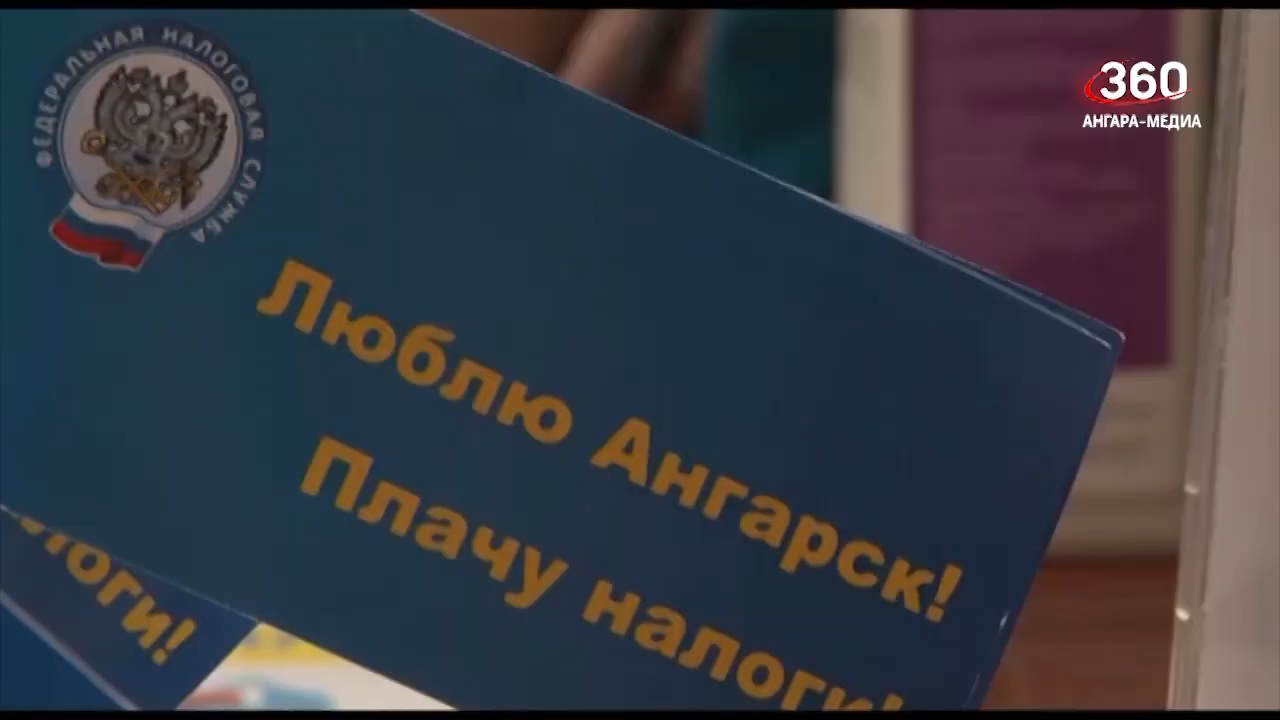 ФЕДЕРАЛЬНАЯ НАЛОГОВАЯ СЛУЖБА
360
АНГАРА-МЕДИА
Люблю Ангарск!
Плачу налоги!
логи!